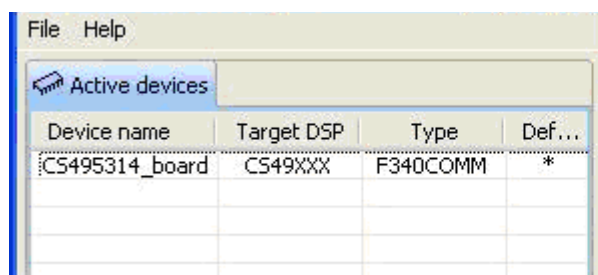 File Help
Active devices
Device name Target DSP Type Def...
CS495314_board CS49XXX F340COMM *